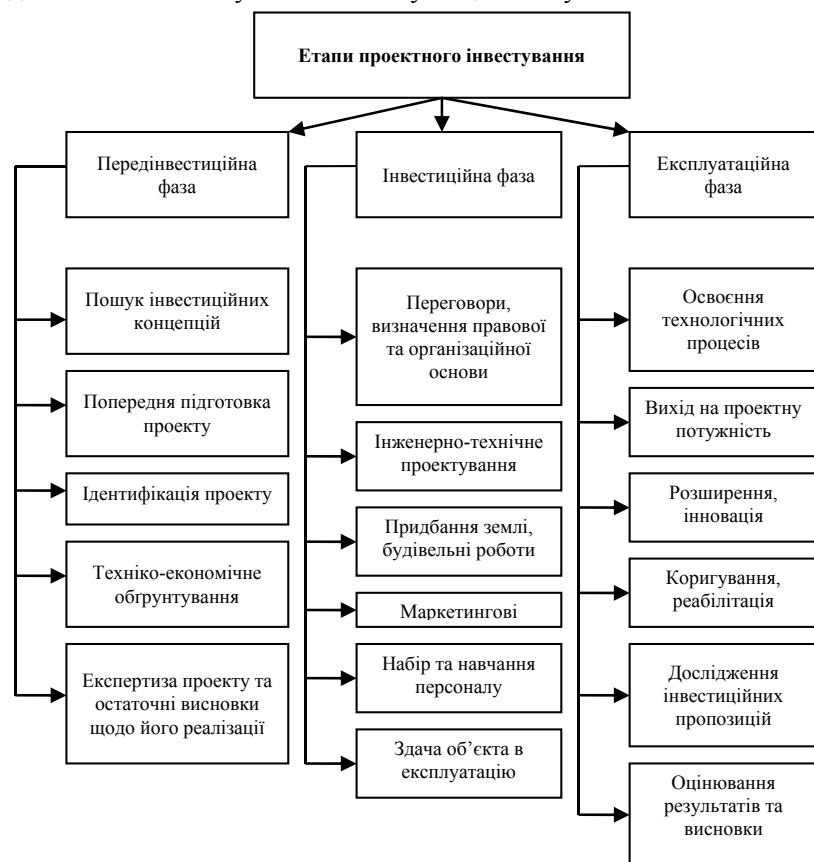 Етапи проектного інвестування
Передінвестиційна
фаза
Інвестиційна фаза
Експлуатаційна
фаза
Пошук інвестиційних
концепцій
Попередня підготовка
проекту
Ідентифікація проекту
Техніко-економічне
обґрунтування
Експертиза проекту та
остаточні висновки
щодо його реалізації
Переговори,
визначення правової
та організаційної
основи
Інженерно-технічне
проектування
Придбання землі,
будівельні роботи
Маркетингові
Набір та навчання
персоналу
Здача об’єкта в
експлуатацію
Освоєння
технологічних
процесів
Вихід на проектну
потужність
Розширення,
інновація
Коригування,
реабілітація
Дослідження
інвестиційних
пропозицій
Оцінювання
результатів та
висновки